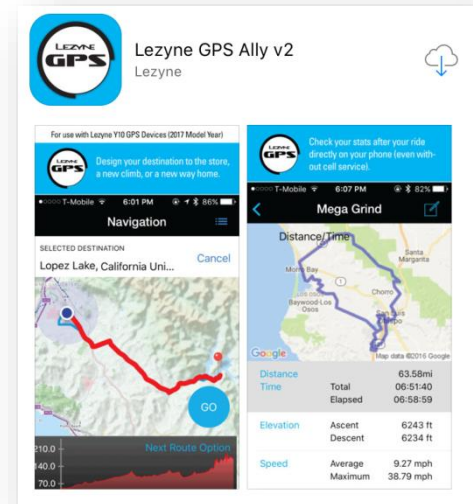 LEZYNE
GPS
Lezyne GPS Ally v2
Lezyne
For use with Lezyne Y10 GPS Devices (2017 Model Year)
LEZYNE
GPS
Design your destination to the store,
a new climb, or a new way home.
T-Mobile 6:01 PM 86%
Navigation
SELECTED DESTINATION
Lopez Lake, California Uni...
Cancel
GO
Next Route Option
210.0
140.0
70.0
LEZYNE
GPS
Check your stats after your ride
directly on your phone (even with-
out cell service).
T-Mobile 6:07 PM 82%
Mega Grind
Distance/Time
Santa
Margarita
Morro Bay
1
Chorro
Baywood-Los
Osos
San Luis
Obispo
Google
Map data ©2016 Google
Distance 63.58mi
Time Total 06:51:40
Elapsed 06:58:59
Elevation Ascent 6243 ft
Descent 6234 ft
Speed Average 9.27 mph
Maximum 38.79 mph